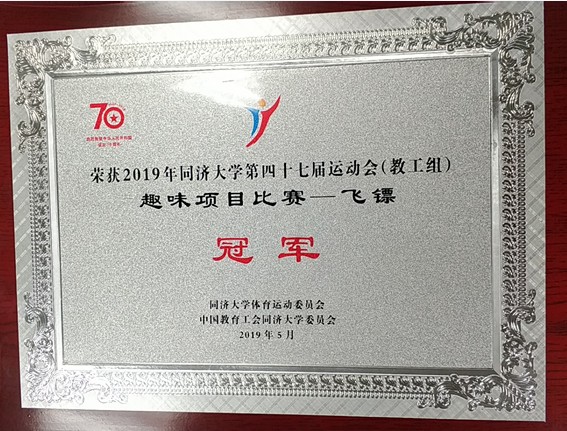 70
荣获2019年同济大学第四十七届运动会(教工组)
趣味项目比赛—飞镖
冠军
同济大学体育运动委员会
中国教育工会同济大学委员会
2019年5月